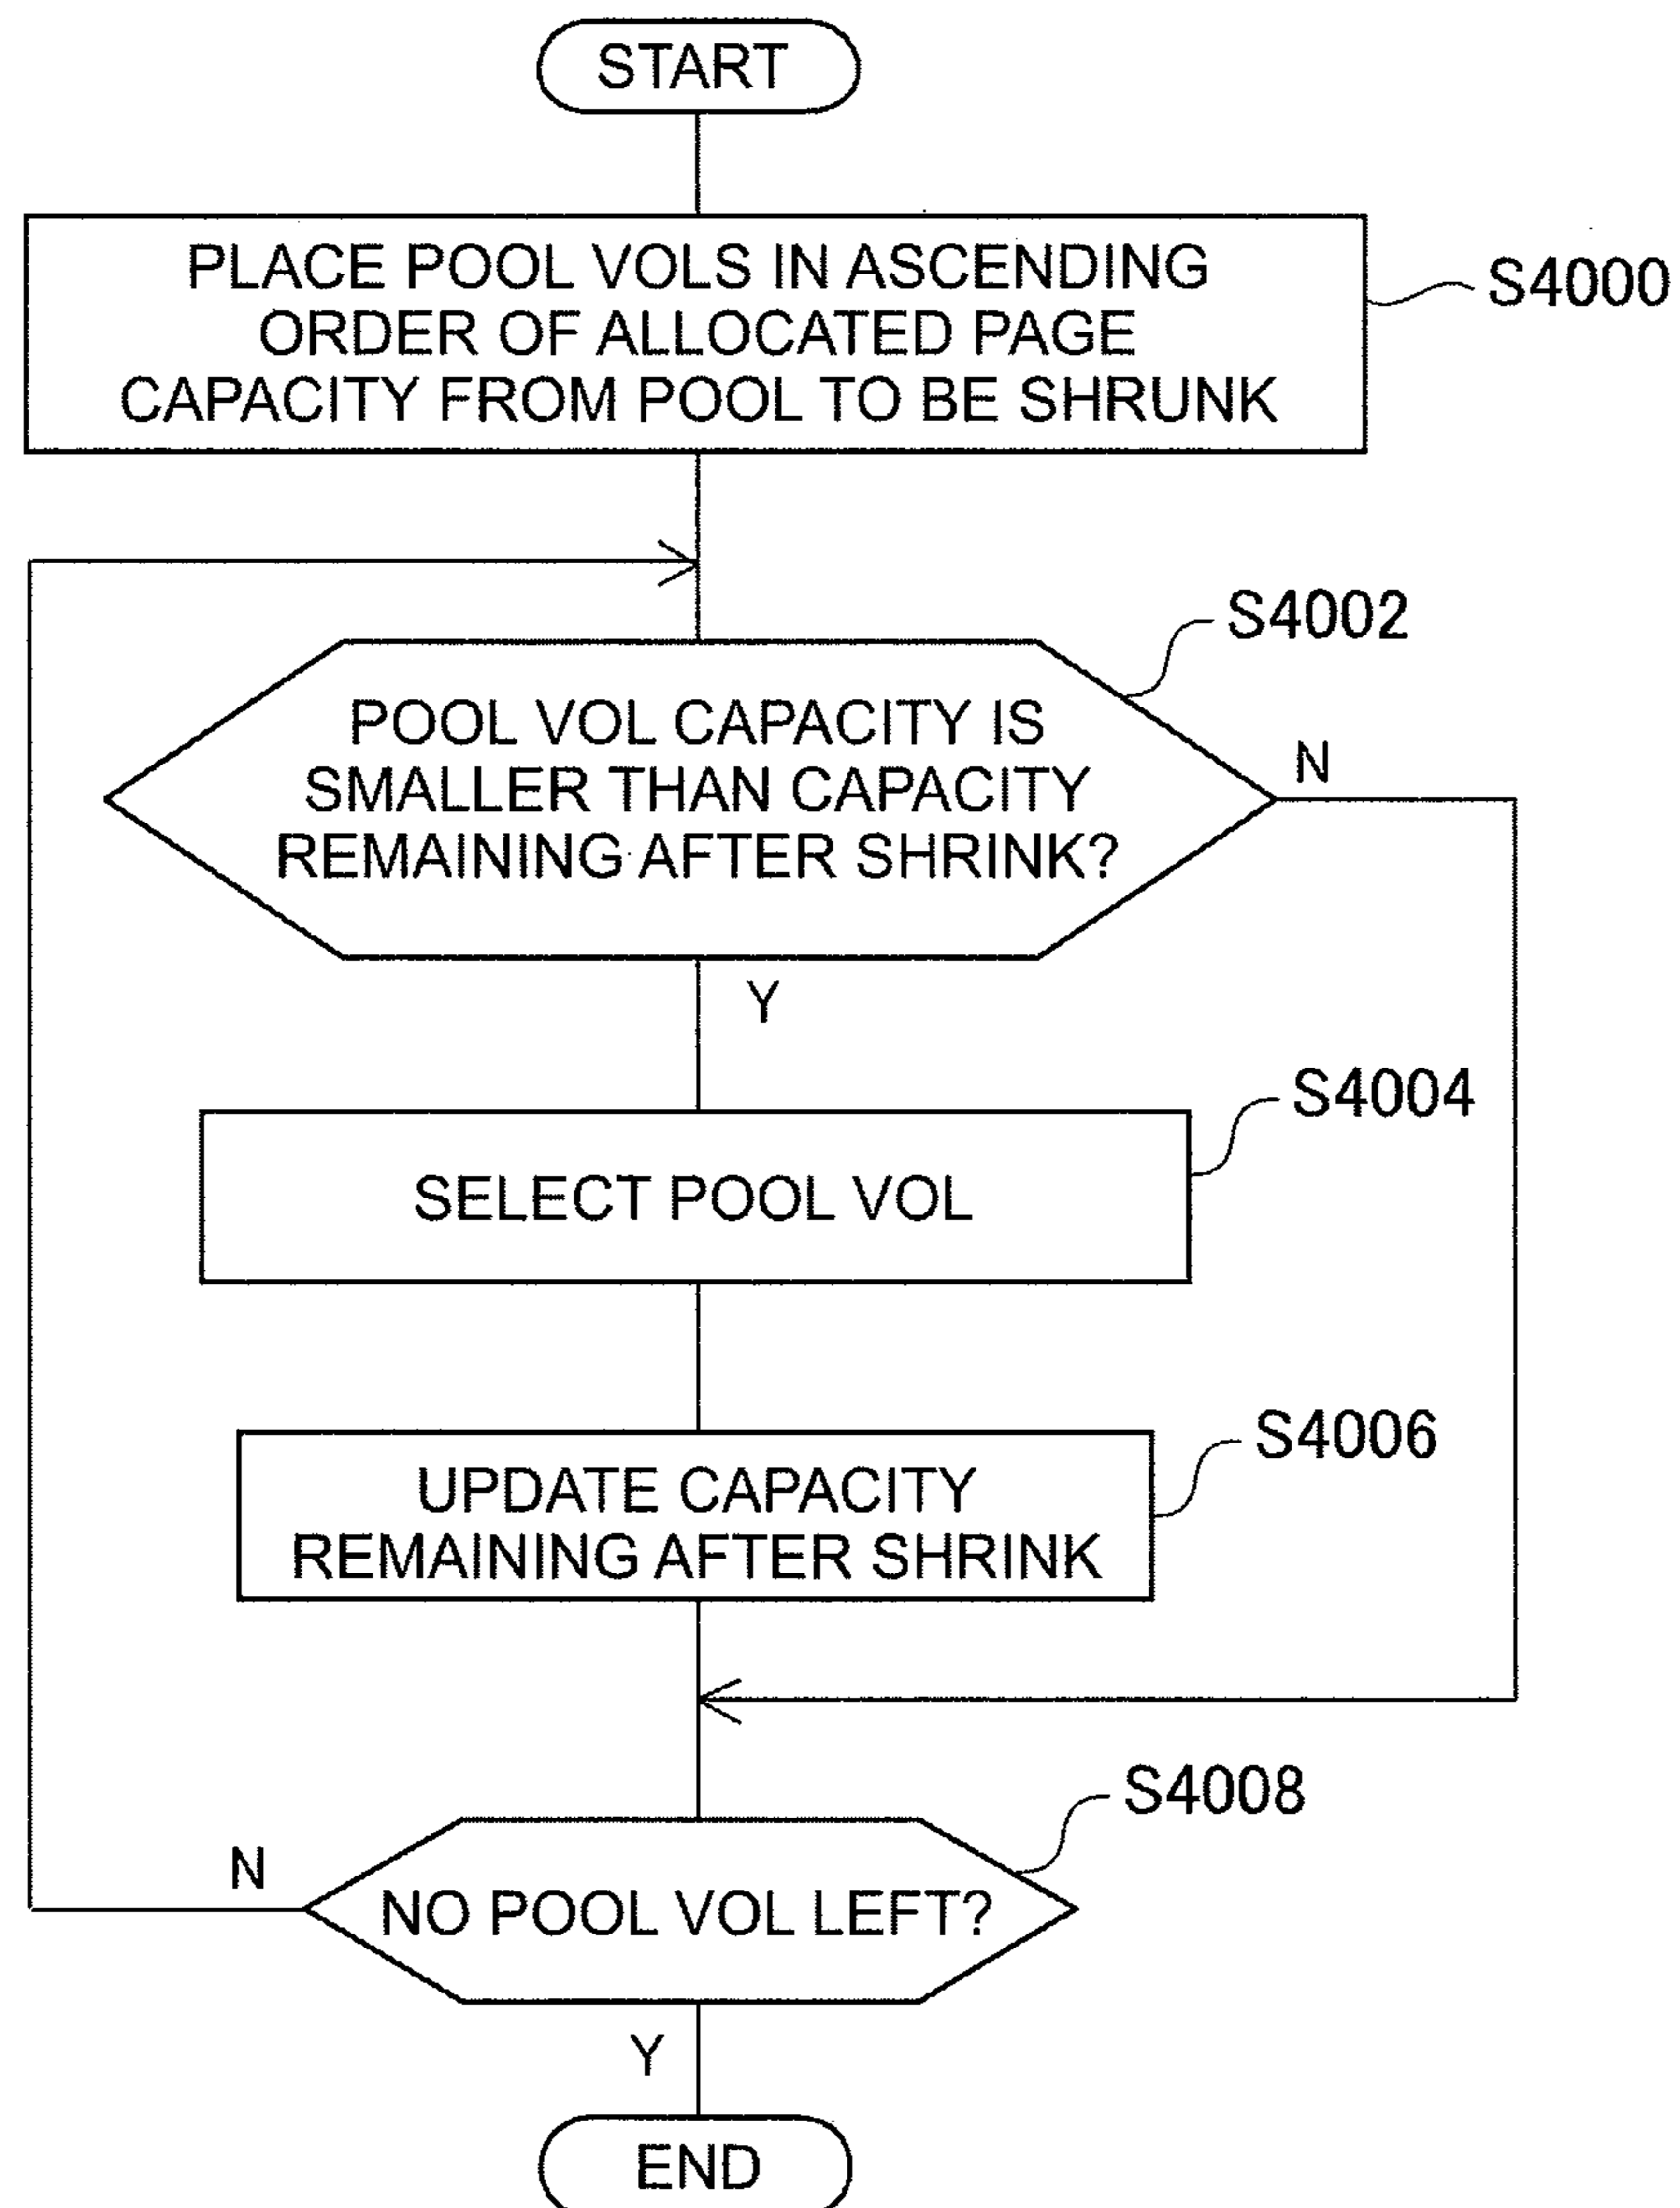 START
PLACE POOL VOLS IN ASCENDING
ORDER OF ALLOCATED PAGE
CAPACITY FROM POOL TO BE SHRUNK
S4000
S4002
POOL VOL CAPACITY IS
SMALLER THAN CAPACITY
REMAINING AFTER SHRINK?
N
Y
S4004
SELECT POOL VOL
S4006
UPDATE CAPACITY
REMAINING AFTER SHRINK
S4008
N
NO POOL VOL LEFT?
Y
END